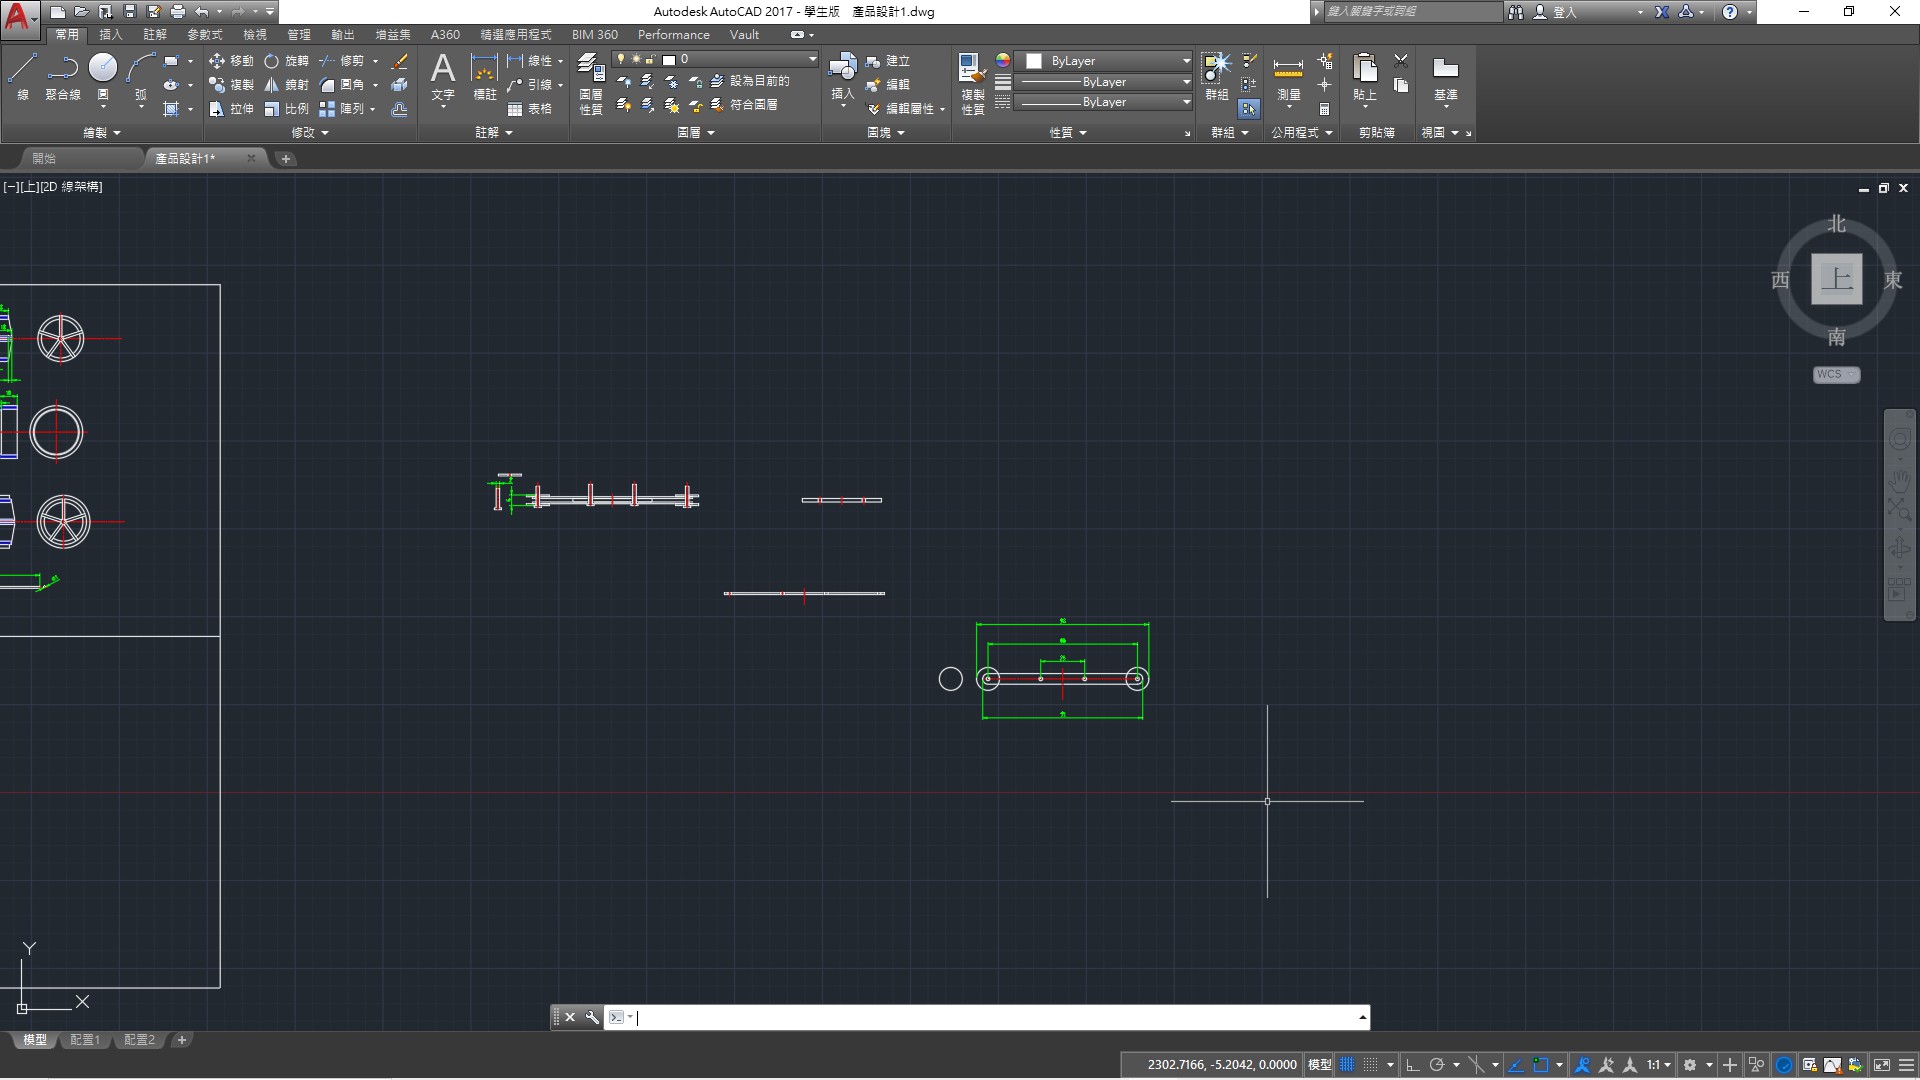 Autodesk AutoCAD 2017 - 學生版 產品設計1.dwg
鍵入關鍵字或詞組
登入
常用 插入 註解 參數式 檢視 管理 輸出 增益集 A360 精選應用程式 BIM 360 Performance Vault
線 聚合線 圓 弧
移動 旋轉 修剪
複製 鏡射 圓角
拉伸 比例 陣列
文字 標註
線性
引線
表格
圖層性質
0
設為目前的
符合圖層
插入
建立
編輯
編輯屬性
複製性質
ByLayer
ByLayer
ByLayer
群組
測量
貼上
基準
繪製 修改 註解 圖層 圖塊 性質 群組 公用程式 剪貼簿 視圖
開始 產品設計1*
[−][上][2D 線架構]
北
西 上 東
南
WCS
Y
X
模型 配置1 配置2
2302.7166, -5.2042, 0.0000 模型 1:1